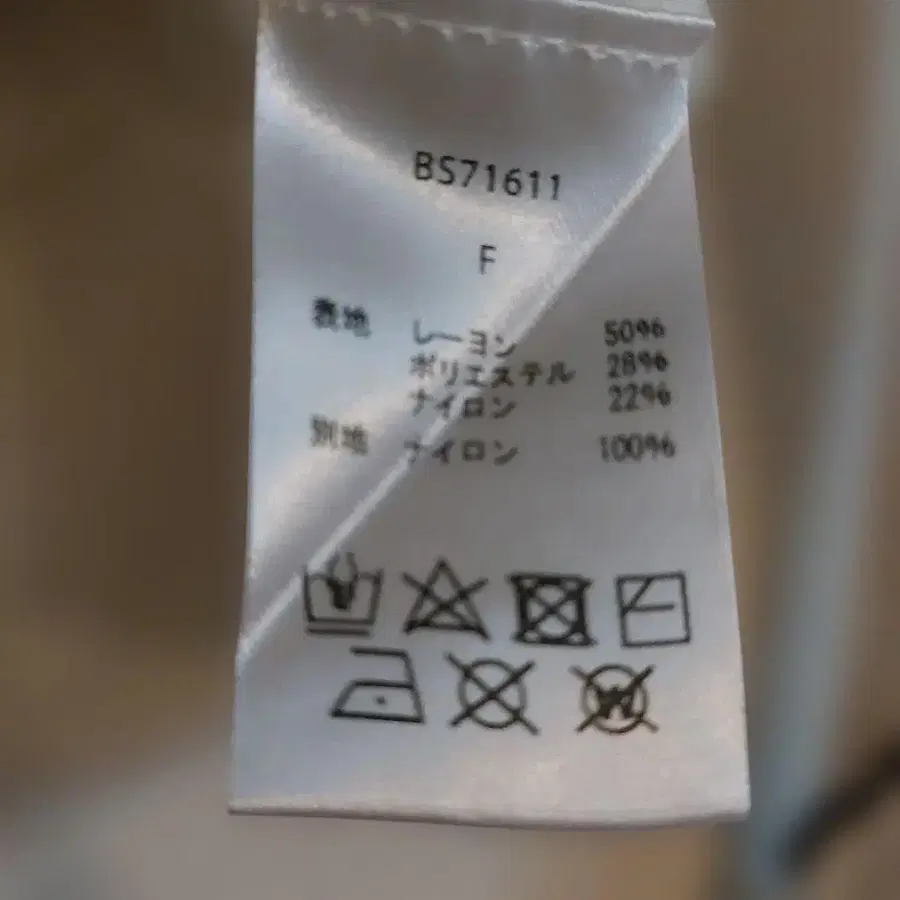 BS71611
F
表地 レーヨン 50%
ポリエステル 28%
ナイロン 22%
別地 ナイロン 100%
W